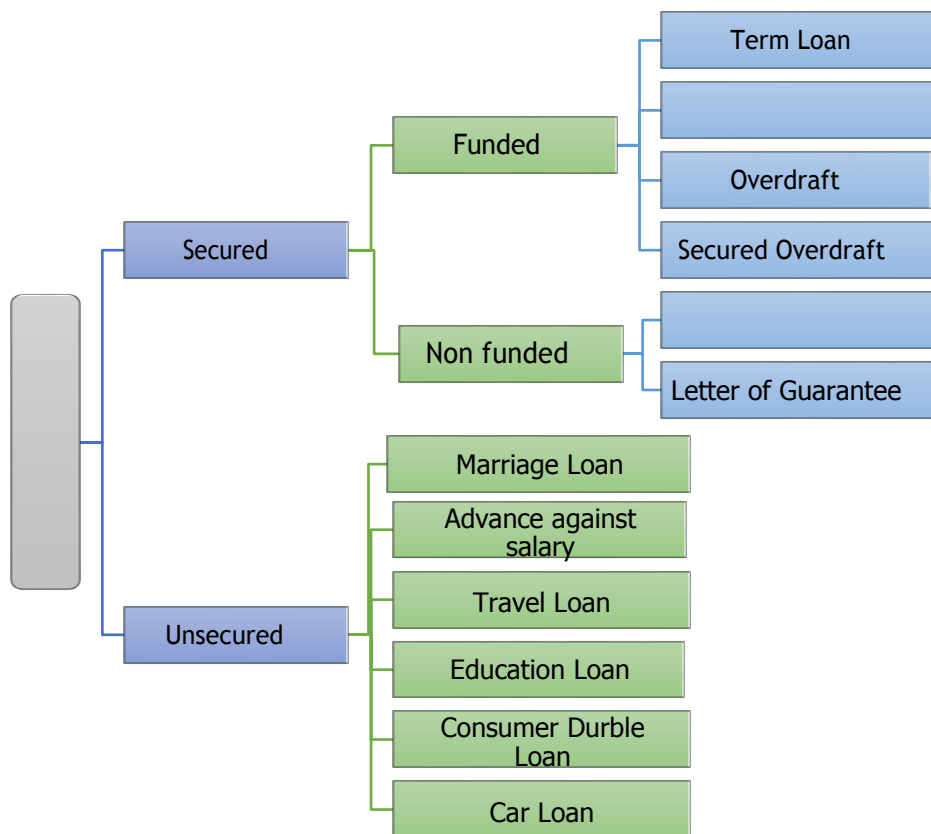 Term Loan
Funded
Overdraft
Secured
Secured Overdraft
Non funded
Letter of Guarantee
Marriage Loan
Advance against
salary
Travel Loan
Unsecured
Education Loan
Consumer Durble
Loan
Car Loan